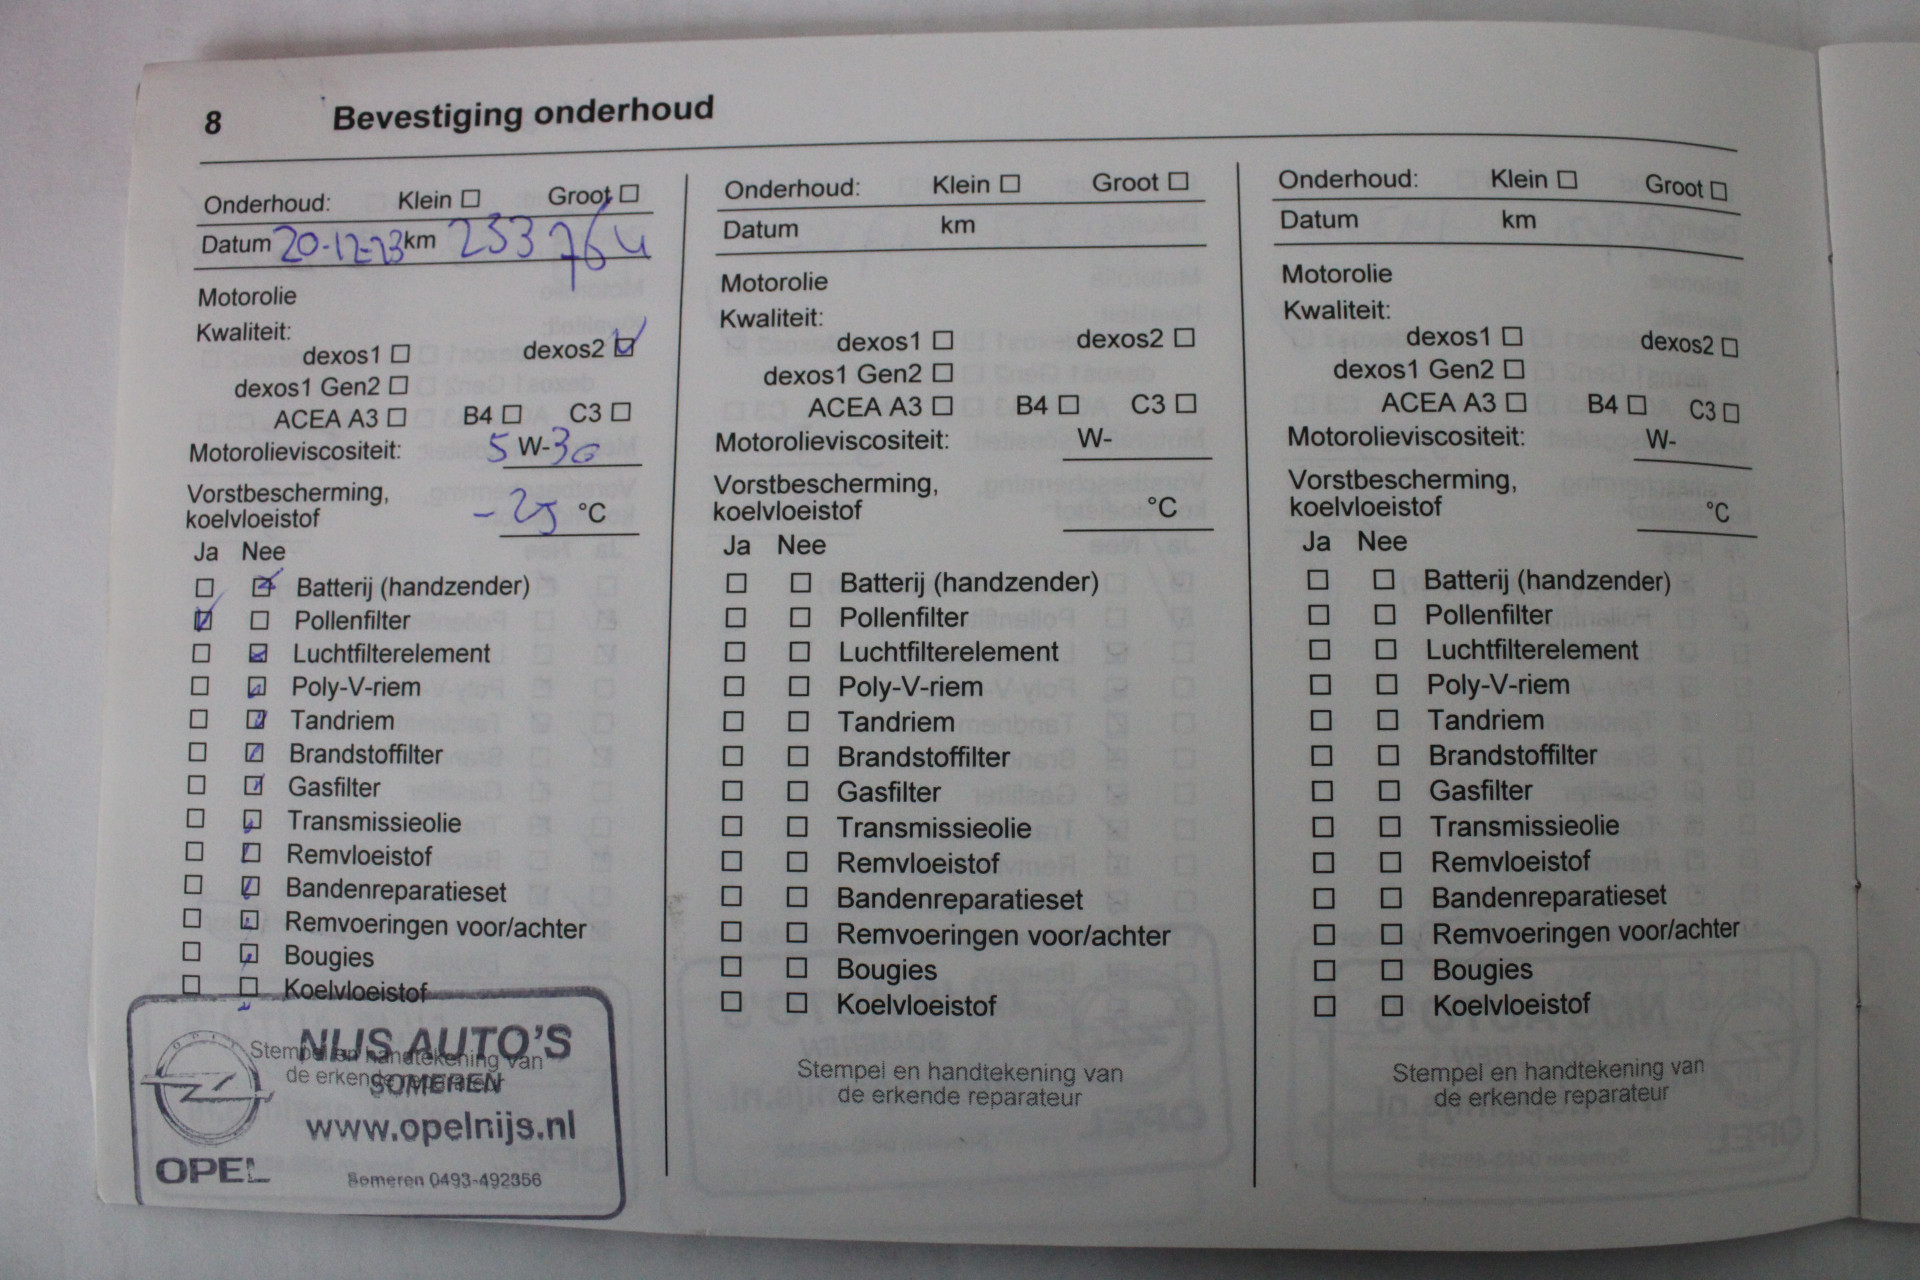 8 Bevestiging onderhoud
Onderhoud: Klein Groot
Datum 20-12-23 km 233 764
Motorolie
Kwaliteit:
dexos1 dexos2
dexos1 Gen2
ACEA A3 B4 C3
Motorolieviscositeit: 5 W-30
Vorstbescherming,
koelvloeistof -25 °C
Ja Nee
Batterij (handzender)
Pollenfilter
Luchtfilterelement
Poly-V-riem
Tandriem
Brandstoffilter
Gasfilter
Transmissieolie
Remvloeistof
Bandenreparatieset
Remvoeringen voor/achter
Bougies
Koelvloeistof
Stempel en handtekening van
de erkende reparateur
NIJS AUTO'S
SOMEREN
www.opelnijs.nl
OPEL
Someren 0493-492356
Onderhoud: Klein Groot
Datum km
Motorolie
Kwaliteit:
dexos1 dexos2
dexos1 Gen2
ACEA A3 B4 C3
Motorolieviscositeit: W-
Vorstbescherming,
koelvloeistof °C
Ja Nee
Batterij (handzender)
Pollenfilter
Luchtfilterelement
Poly-V-riem
Tandriem
Brandstoffilter
Gasfilter
Transmissieolie
Remvloeistof
Bandenreparatieset
Remvoeringen voor/achter
Bougies
Koelvloeistof
Stempel en handtekening van
de erkende reparateur
Onderhoud: Klein Groot
Datum km
Motorolie
Kwaliteit:
dexos1 dexos2
dexos1 Gen2
ACEA A3 B4 C3
Motorolieviscositeit: W-
Vorstbescherming,
koelvloeistof °C
Ja Nee
Batterij (handzender)
Pollenfilter
Luchtfilterelement
Poly-V-riem
Tandriem
Brandstoffilter
Gasfilter
Transmissieolie
Remvloeistof
Bandenreparatieset
Remvoeringen voor/achter
Bougies
Koelvloeistof
Stempel en handtekening van
de erkende reparateur